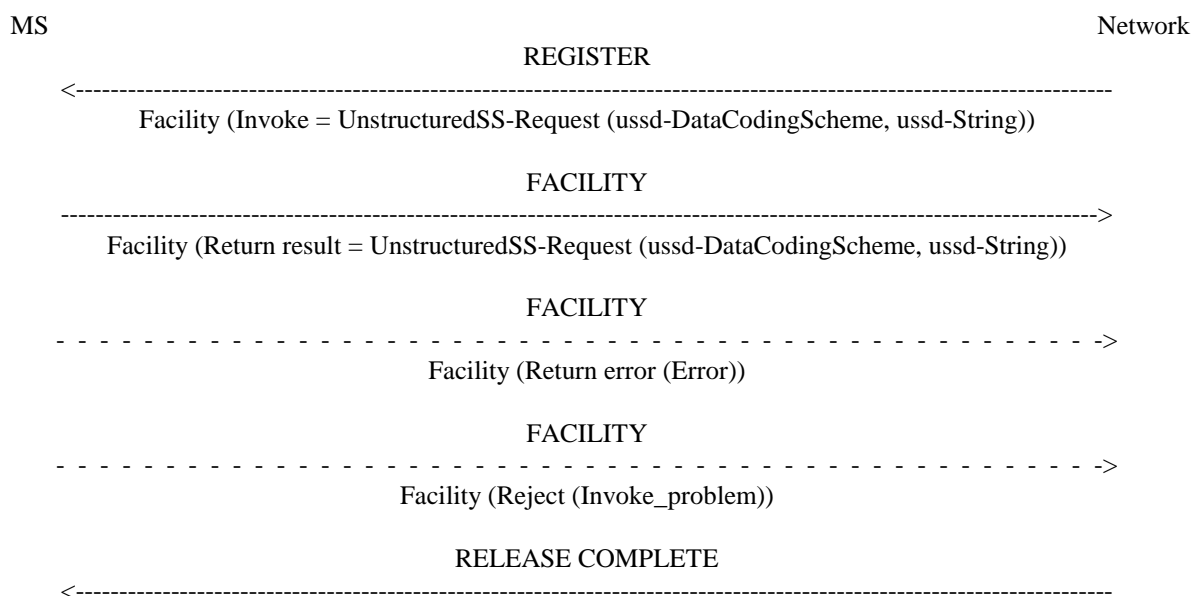 MS Network
REGISTER
<------------------------------------------------------------------------------------------------------------------------
Facility (Invoke = UnstructuredSS-Request (ussd-DataCodingScheme, ussd-String))
FACILITY
------------------------------------------------------------------------------------------------------------------------>
Facility (Return result = UnstructuredSS-Request (ussd-DataCodingScheme, ussd-String))
FACILITY
- - - - - - - - - - - - - - - - - - - - - - - - - - - - - - - - - - - - - - - - - - - - - - - - ->
Facility (Return error (Error))
FACILITY
- - - - - - - - - - - - - - - - - - - - - - - - - - - - - - - - - - - - - - - - - - - - - - - - ->
Facility (Reject (Invoke_problem))
RELEASE COMPLETE
<------------------------------------------------------------------------------------------------------------------------